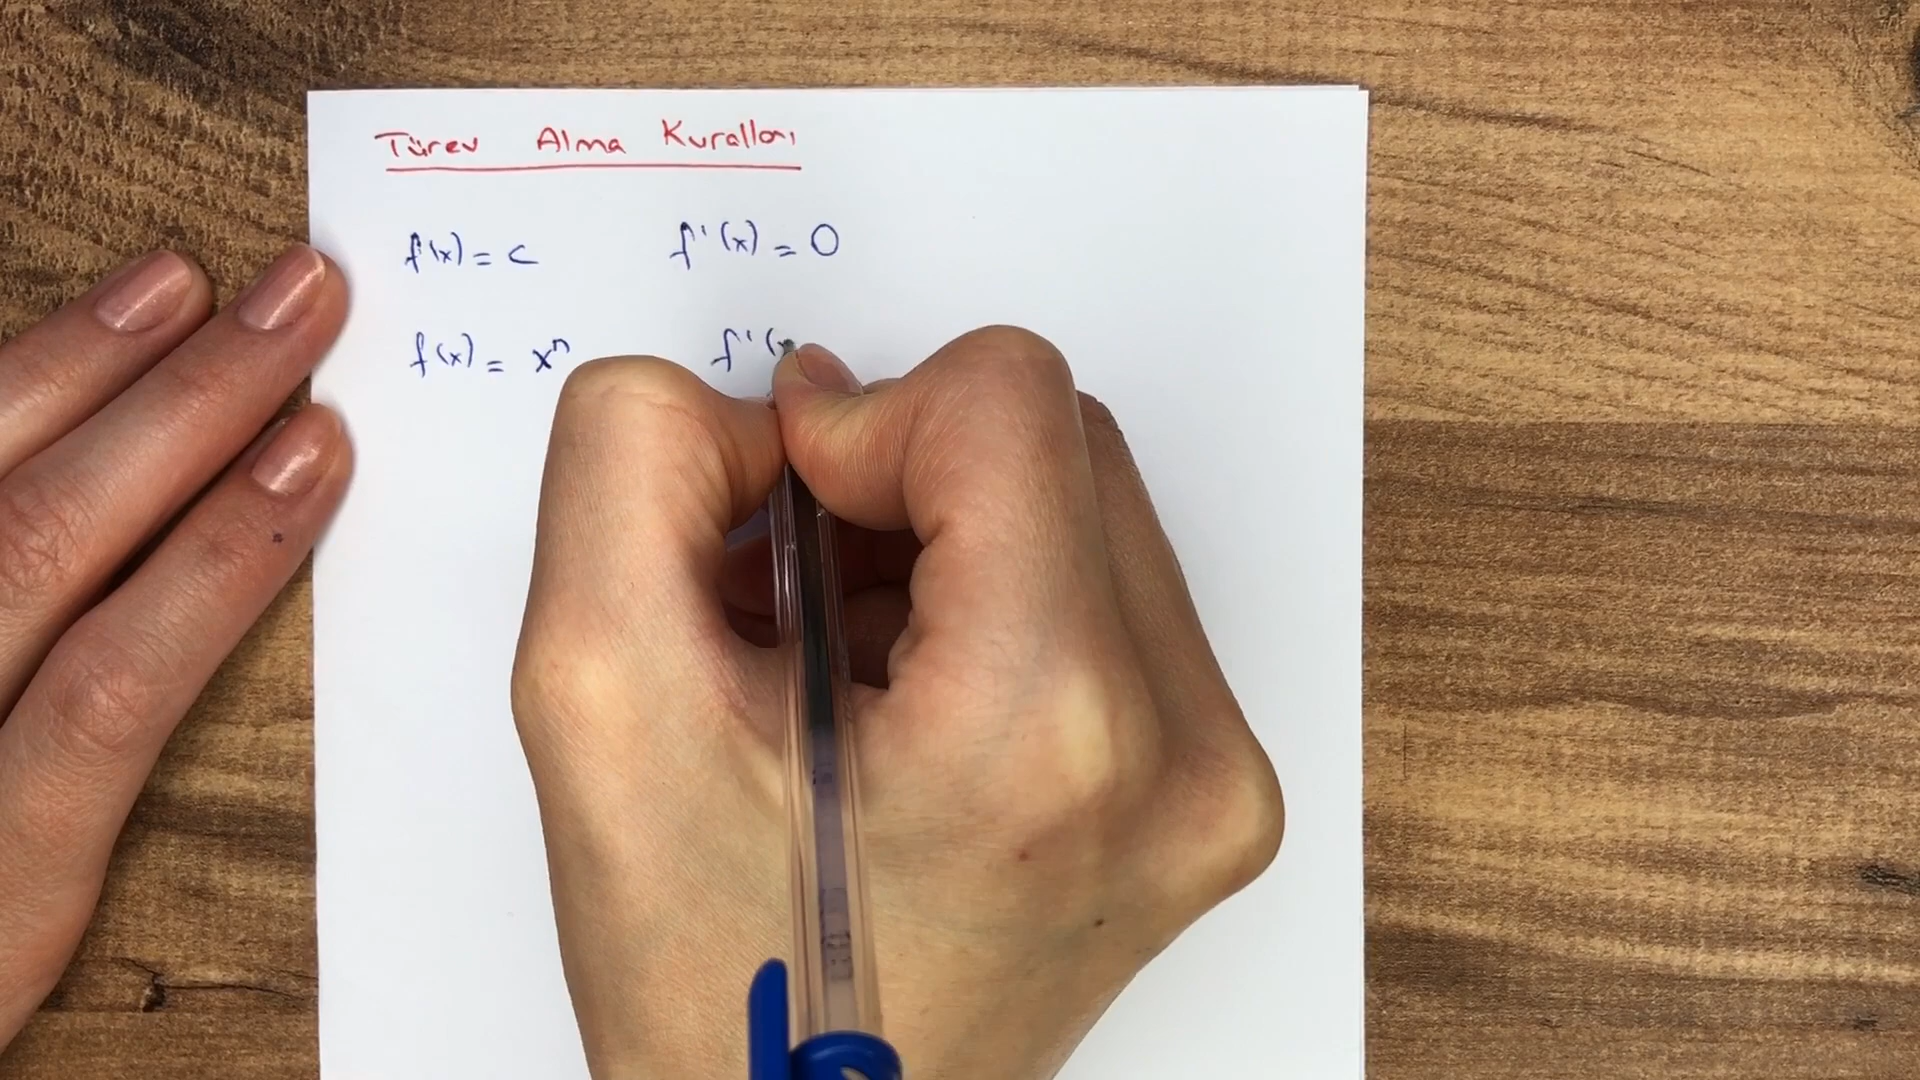 Türev Alma Kuralları
f(x) = c f'(x) = 0
f(x) = xⁿ f'(x